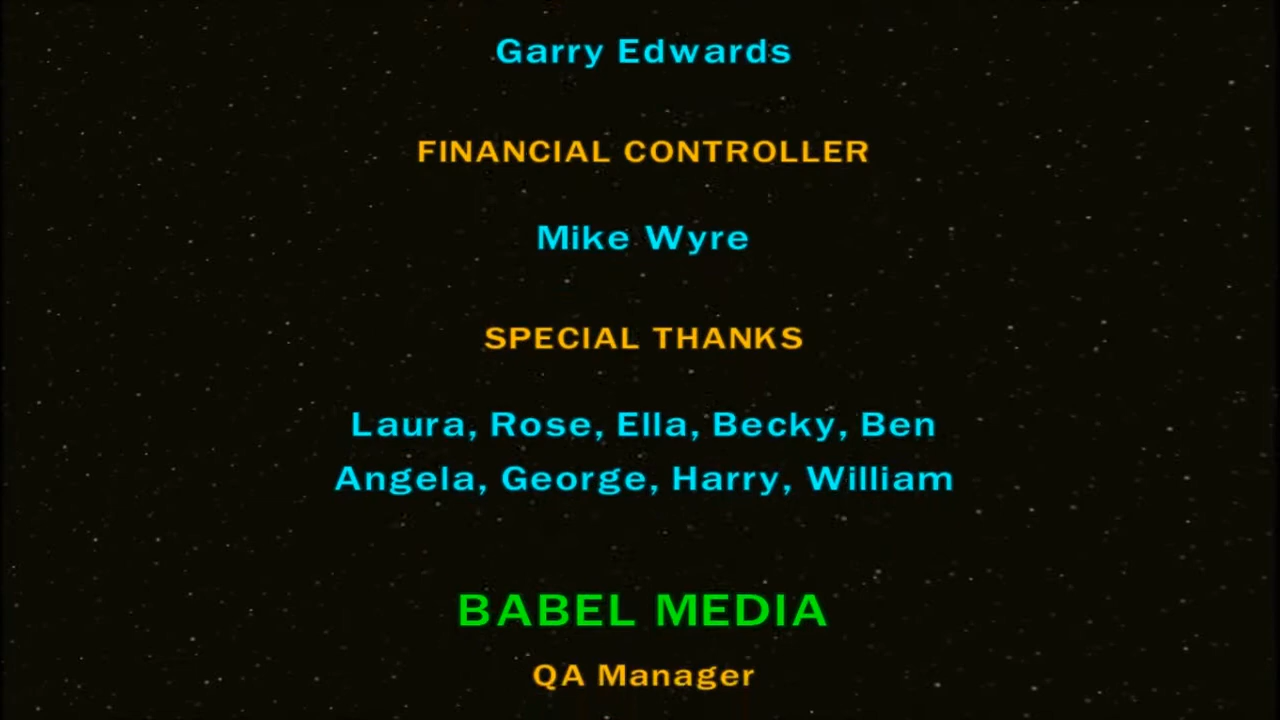 Garry Edwards
FINANCIAL CONTROLLER
Mike Wyre
SPECIAL THANKS
Laura, Rose, Ella, Becky, Ben
Angela, George, Harry, William
BABEL MEDIA
QA Manager